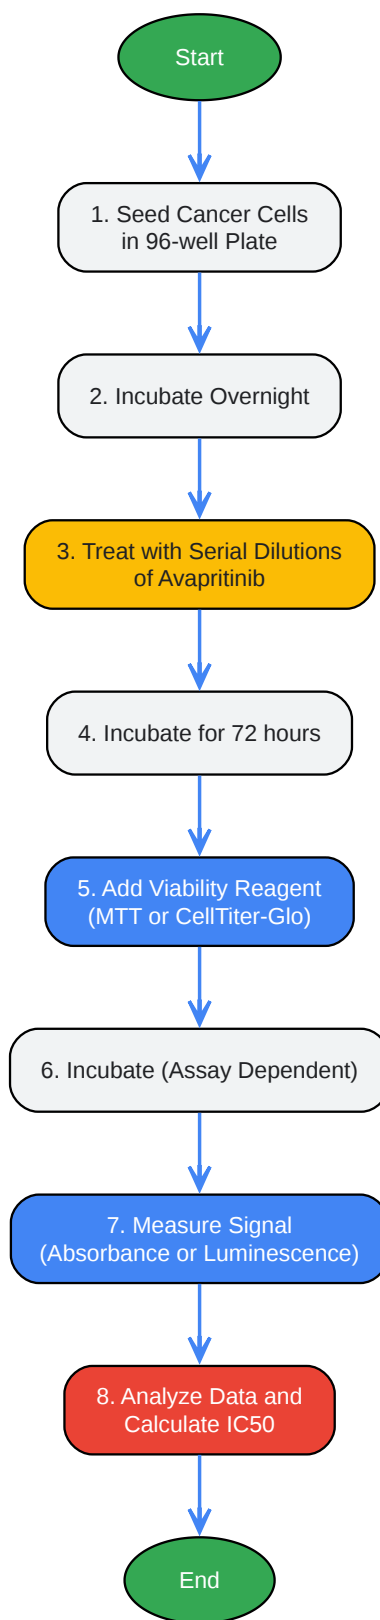 Start
1. Seed Cancer Cells
in 96-well Plate
2. Incubate Overnight
3. Treat with Serial Dilutions
of Avapritinib
4. Incubate for 72 hours
5. Add Viability Reagent
(MTT or CellTiter-Glo)
6. Incubate (Assay Dependent)
7. Measure Signal
(Absorbance or Luminescence)
8. Analyze Data and
Calculate IC50
End